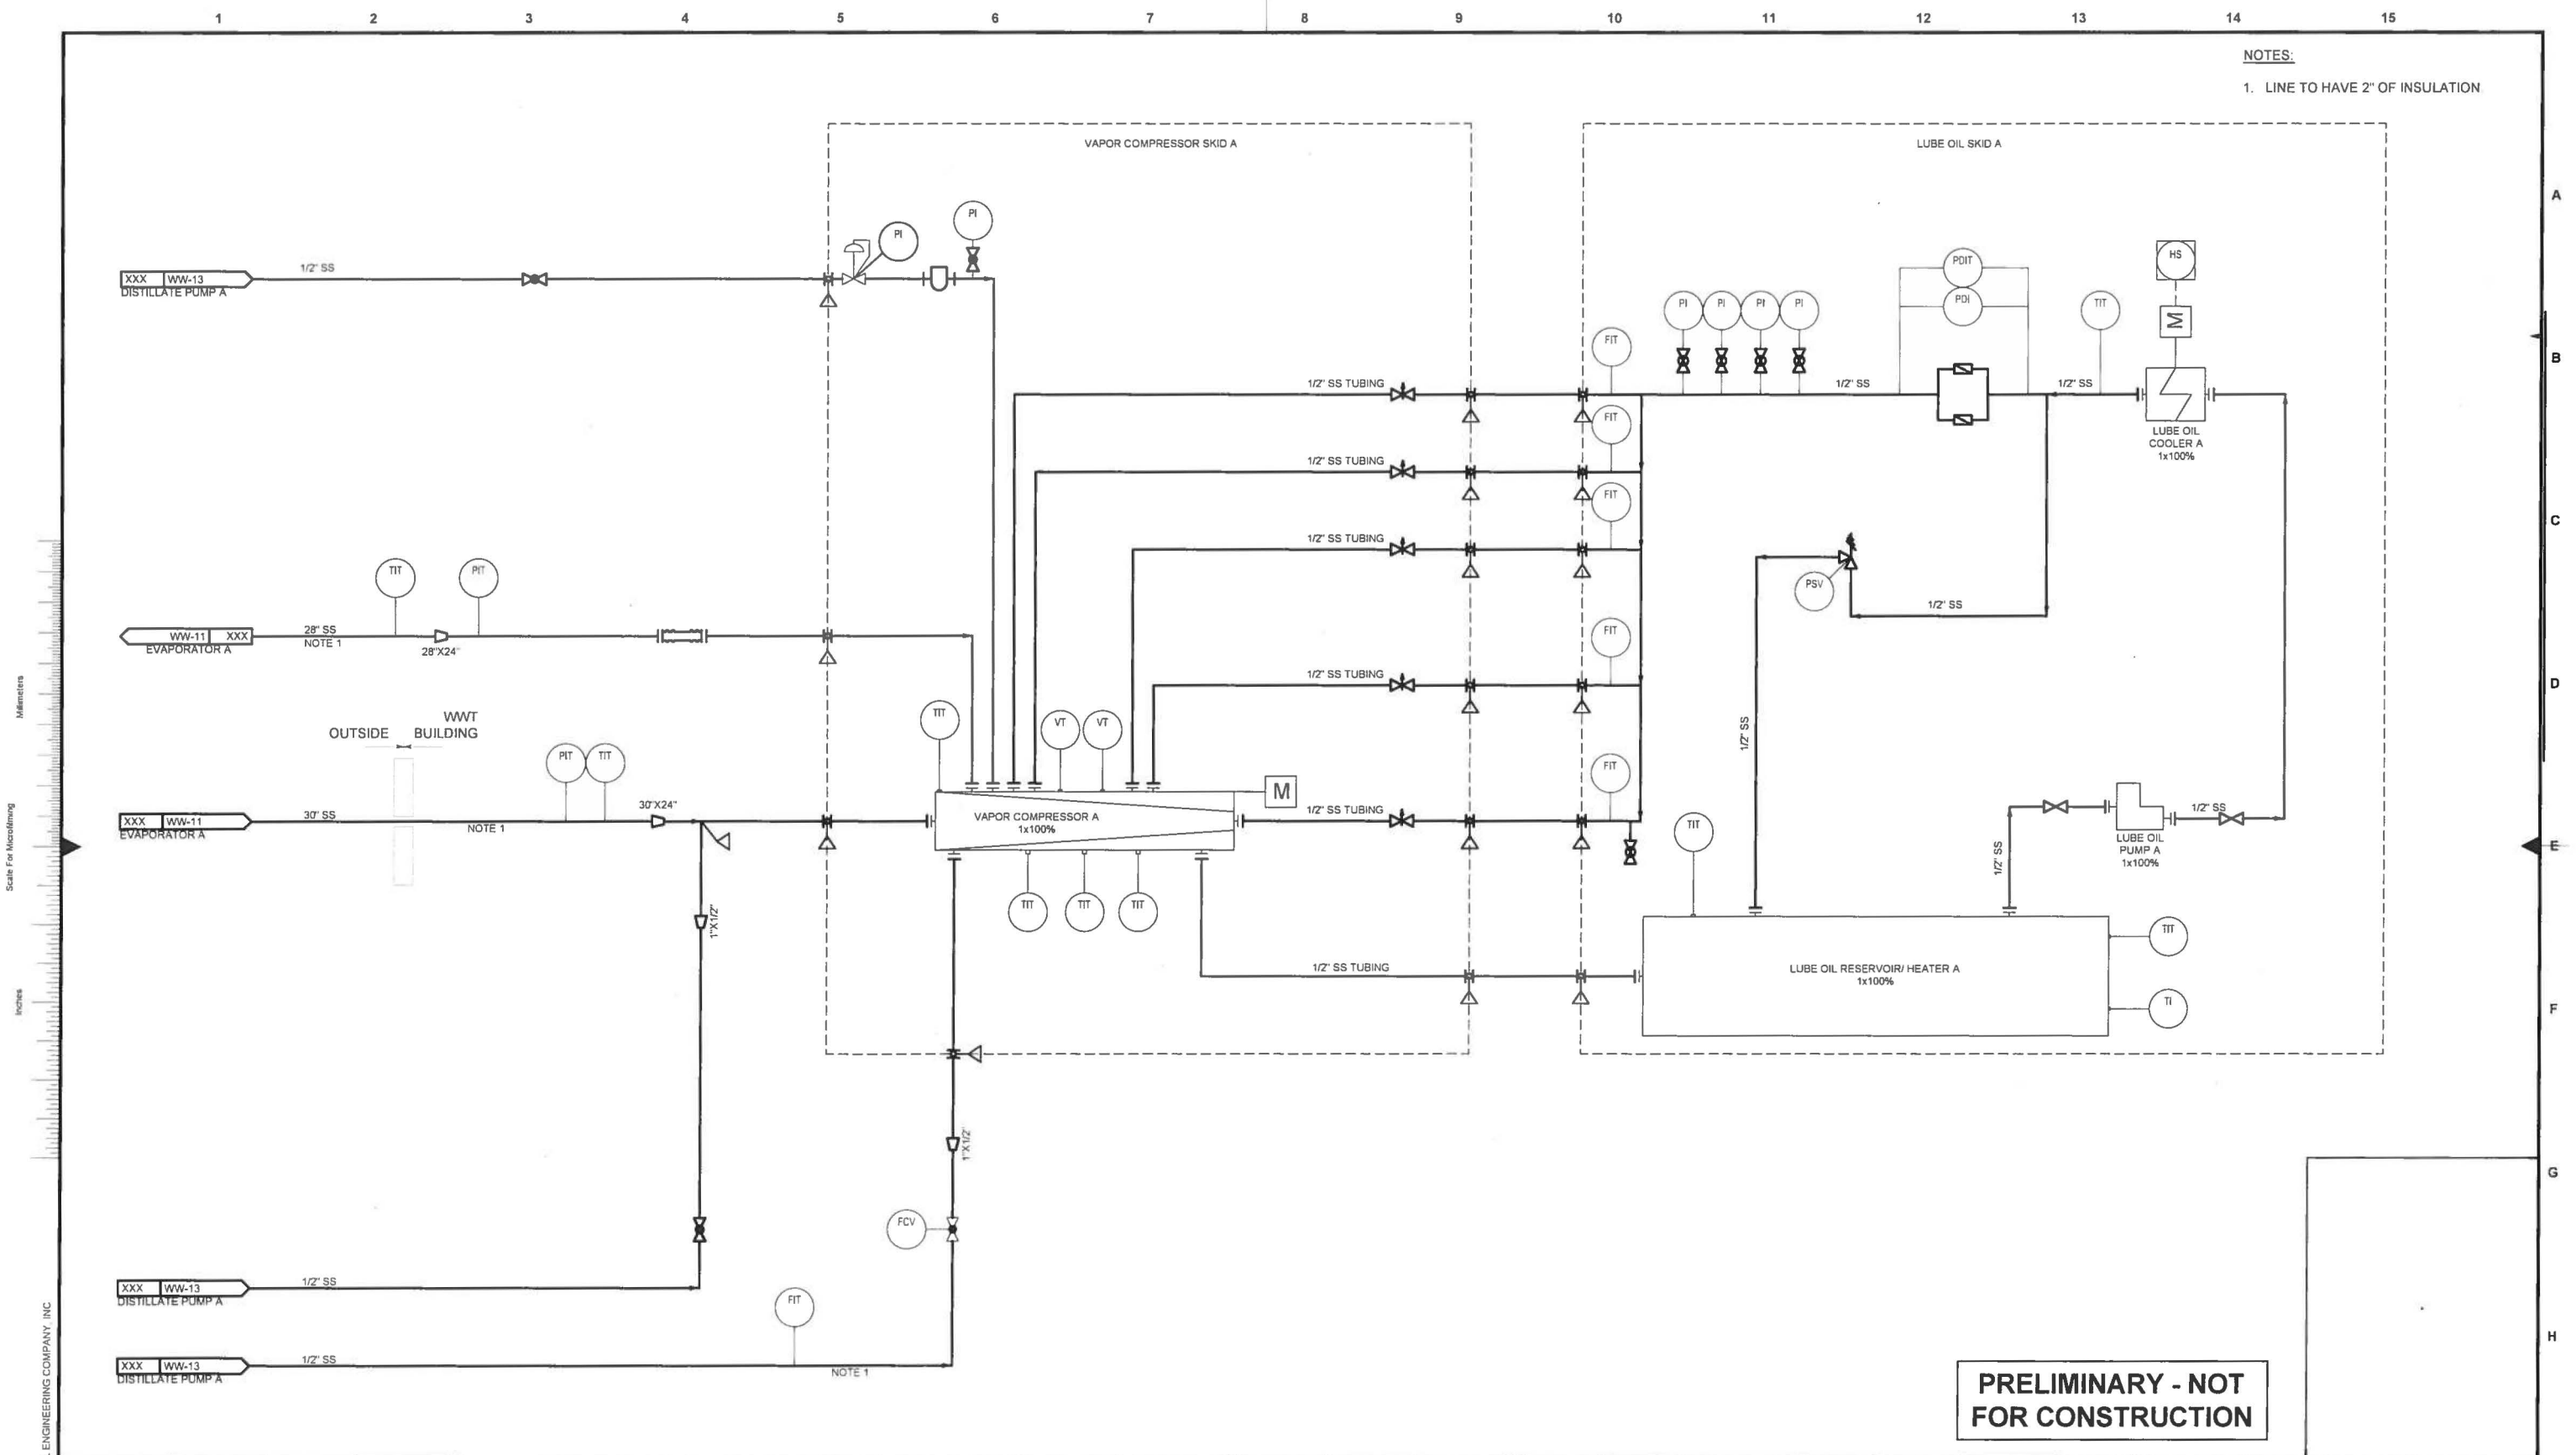 1 2 3 4 5 6 7 8 9 10 11 12 13 14 15
NOTES:
1. LINE TO HAVE 2" OF INSULATION
VAPOR COMPRESSOR SKID A
LUBE OIL SKID A
A
PI
PI
XXX WW-13
DISTILLATE PUMP A
1/2" SS
PDIT
PDI
HS
M
PI PI PI PI
TIT
FIT
B
1/2" SS TUBING
1/2" SS
1/2" SS
LUBE OIL
COOLER A
1x100%
FIT
1/2" SS TUBING
FIT
1/2" SS TUBING
C
PSV
1/2" SS
TIT
PIT
WW-11 XXX
EVAPORATOR A
28" SS
NOTE 1
28"X24"
FIT
1/2" SS TUBING
D
Millimeters
WWT
OUTSIDE BUILDING
TIT
VT
VT
1/2" SS
PIT
TIT
FIT
30"X24"
M
XXX WW-11
EVAPORATOR A
30" SS
NOTE 1
VAPOR COMPRESSOR A
1x100%
1/2" SS TUBING
TIT
1/2" SS
LUBE OIL
PUMP A
1x100%
1/2" SS
E
Scale For Microfilming
TIT
TIT
TIT
1"X1/2"
TIT
1/2" SS TUBING
LUBE OIL RESERVOIR/ HEATER A
1x100%
TI
F
Inches
1"X1/2"
G
FCV
XXX WW-13
DISTILLATE PUMP A
1/2" SS
FIT
H
XXX WW-13
DISTILLATE PUMP A
1/2" SS
NOTE 1
ENGINEERING COMPANY, INC
PRELIMINARY - NOT
FOR CONSTRUCTION